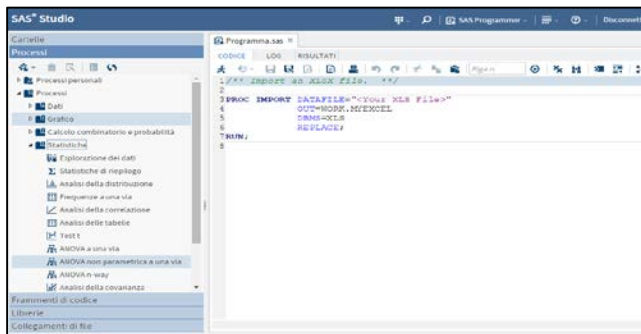 SAS® Studio
SAS Programmer
Disconnetti
Cartelle
Processi
Processi personali
Processi
Dati
Grafico
Calcolo combinatorio e probabilità
Statistiche
Esplorazione dei dati
Statistiche di riepilogo
Analisi della distribuzione
Frequenze a una via
Analisi della correlazione
Analisi delle tabelle
Test t
ANOVA a una via
ANOVA non parametrica a una via
ANOVA n-way
Analisi della covarianza
Frammenti di codice
Librerie
Collegamenti di file
Programma.sas
CODICE LOG RISULTATI
1 /** Import an XLSX file. **/
2
3 PROC IMPORT DATAFILE="<Your XLS File>"
4 OUT=WORK.MYEXCEL
5 DBMS=XLS
6 REPLACE;
7 RUN;
8